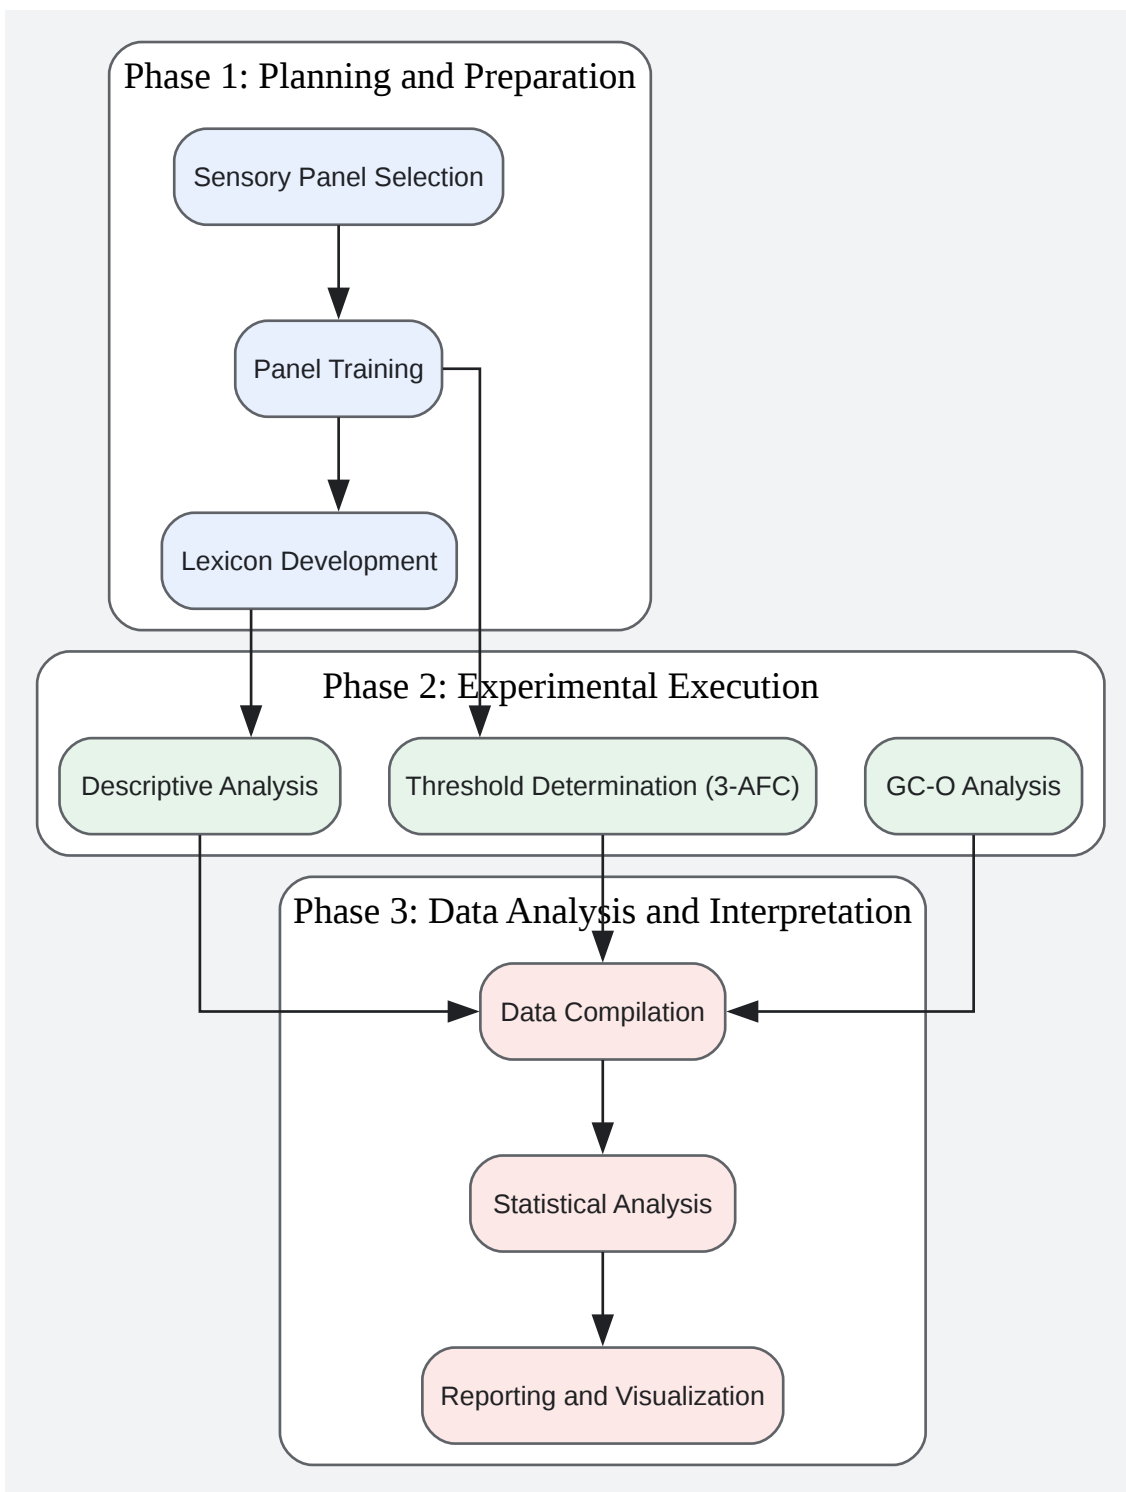 Phase 1: Planning and Preparation
Sensory Panel Selection
Panel Training
Lexicon Development
Phase 2: Experimental Execution
Descriptive Analysis
Threshold Determination (3-AFC)
GC-O Analysis
Phase 3: Data Analysis and Interpretation
Data Compilation
Statistical Analysis
Reporting and Visualization